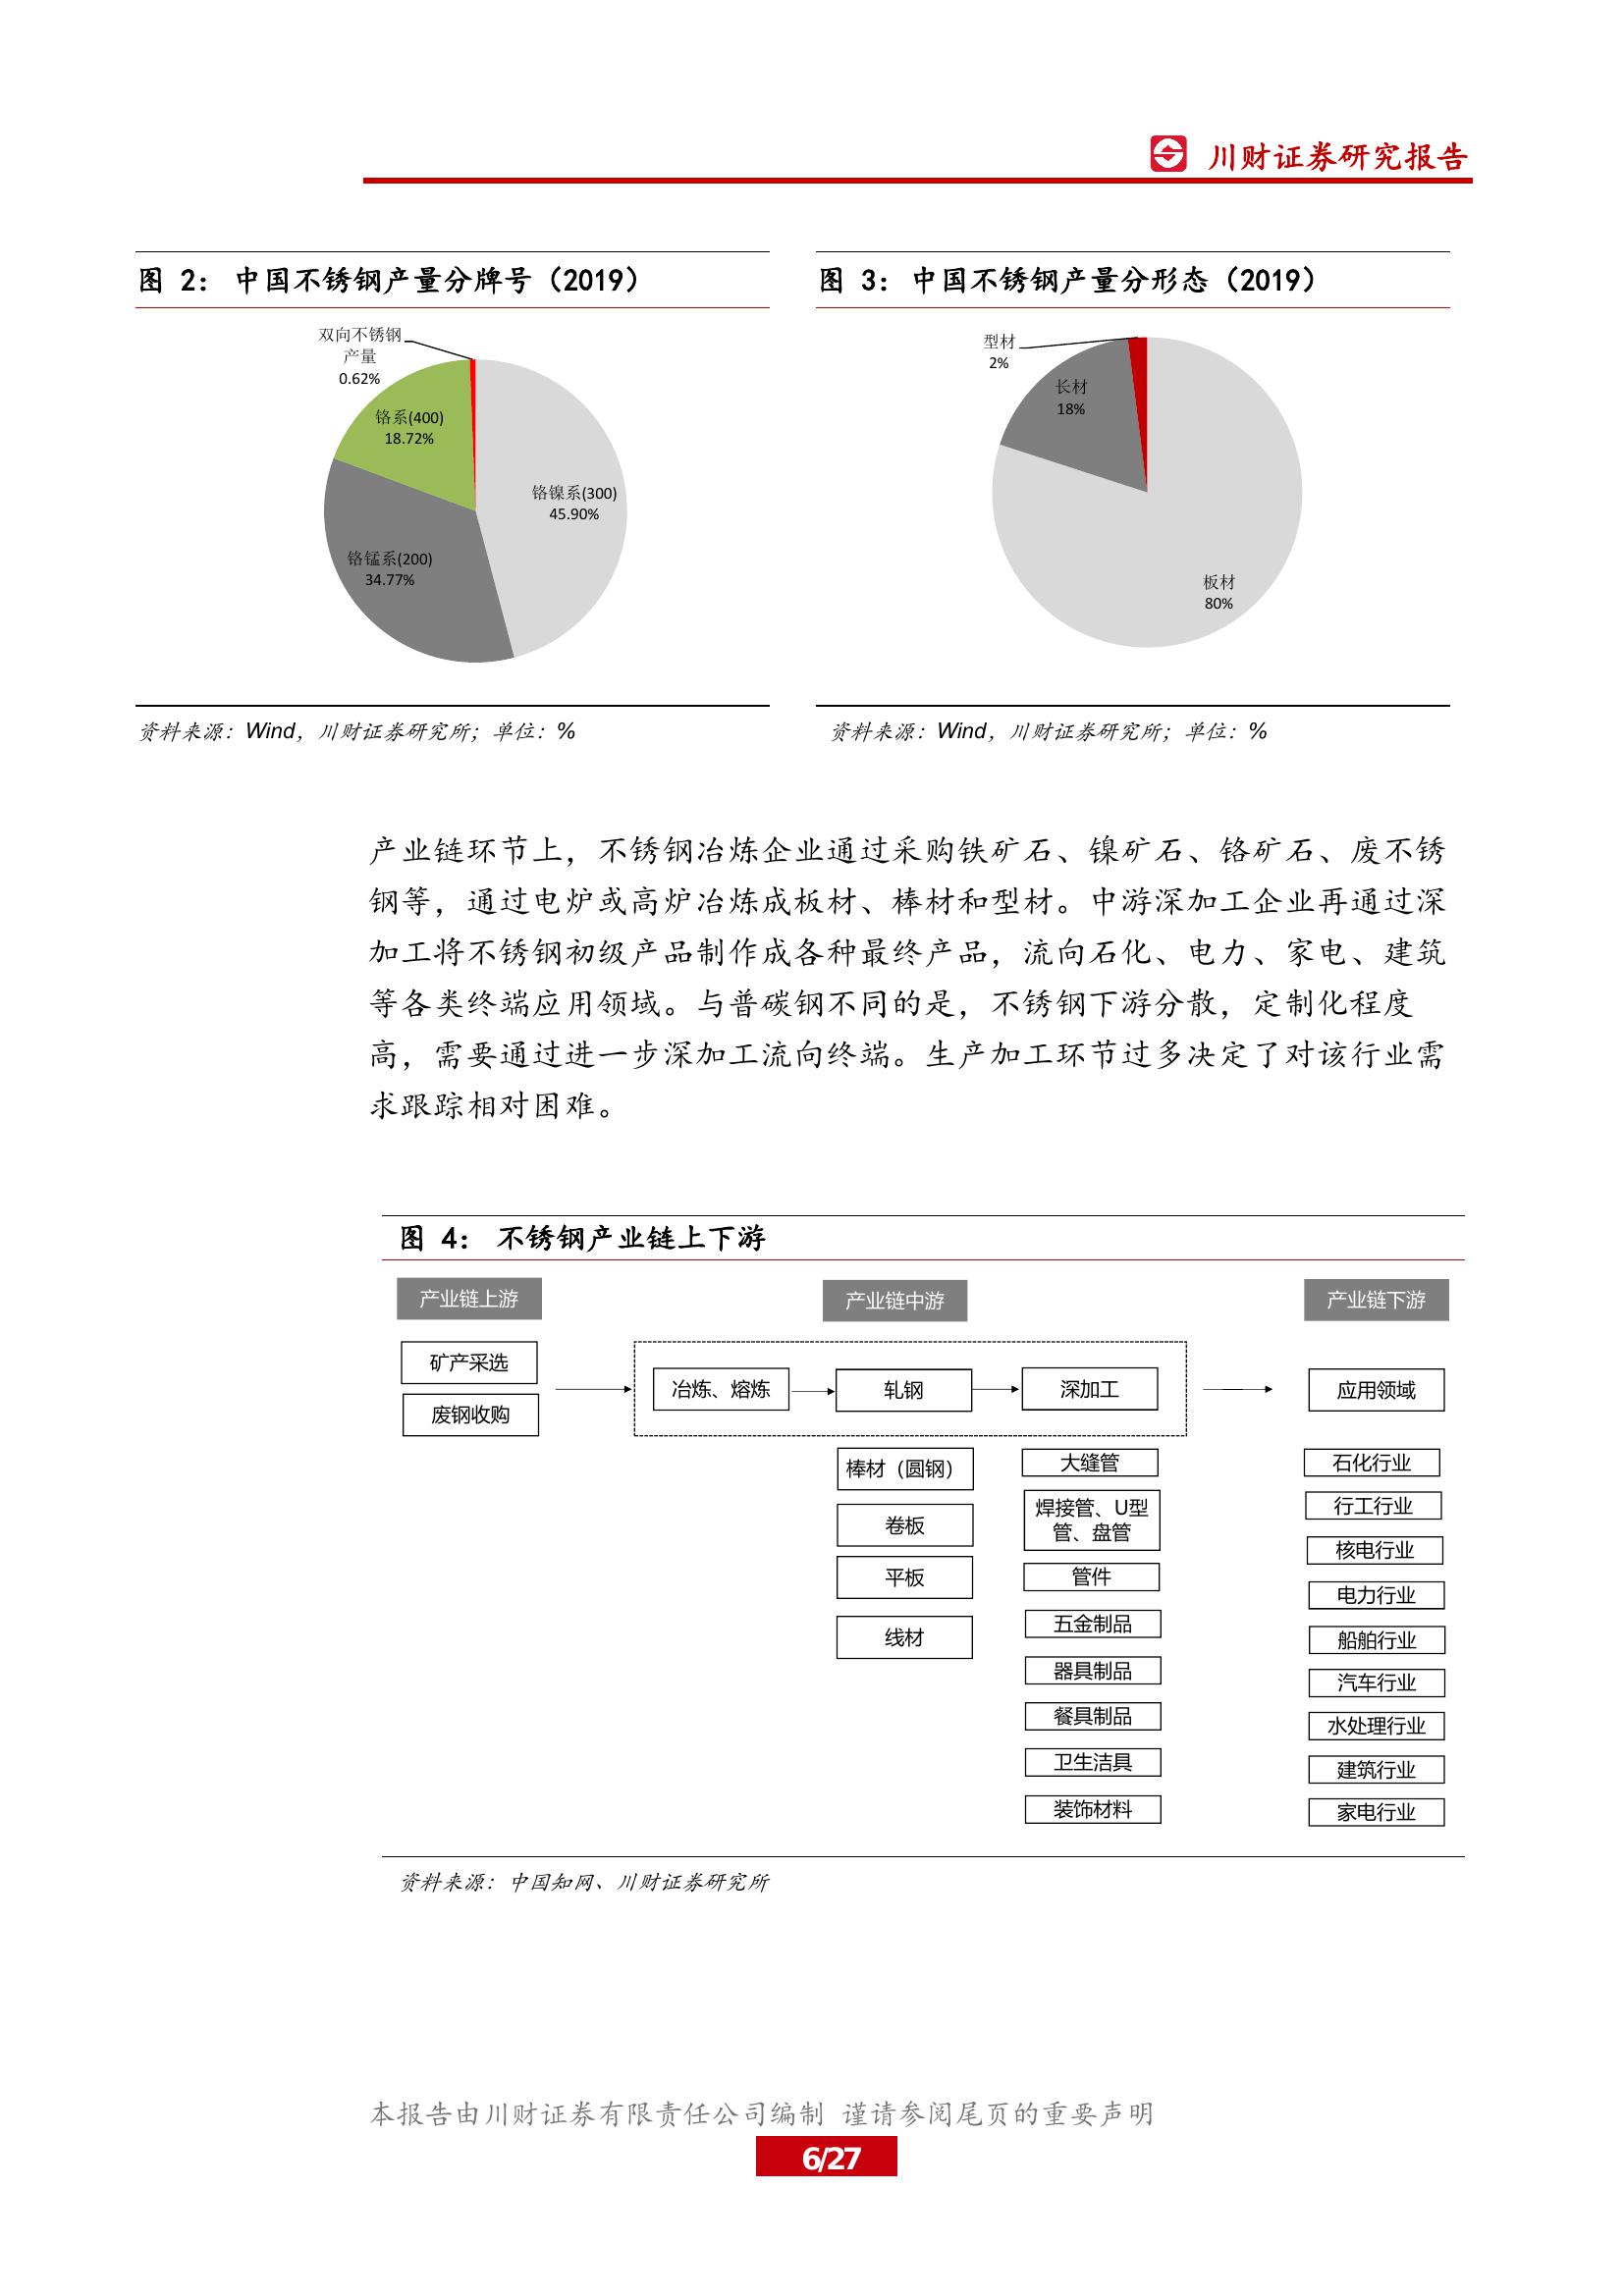 川财证券研究报告
图 2： 中国不锈钢产量分牌号（2019）
双向不锈钢
产量
0.62%
铬系(400)
18.72%
铬镍系(300)
45.90%
铬锰系(200)
34.77%
资料来源：Wind，川财证券研究所；单位：%
图 3： 中国不锈钢产量分形态（2019）
型材
2%
长材
18%
板材
80%
资料来源：Wind，川财证券研究所；单位：%
产业链环节上，不锈钢冶炼企业通过采购铁矿石、镍矿石、铬矿石、废不锈
钢等，通过电炉或高炉冶炼成板材、棒材和型材。中游深加工企业再通过深
加工将不锈钢初级产品制作成各种最终产品，流向石化、电力、家电、建筑
等各类终端应用领域。与普碳钢不同的是，不锈钢下游分散，定制化程度
高，需要通过进一步深加工流向终端。生产加工环节过多决定了对该行业需
求跟踪相对困难。
图 4： 不锈钢产业链上下游
产业链上游
矿产采选
废钢收购
产业链中游
冶炼、熔炼
轧钢
深加工
棒材（圆钢）
卷板
平板
线材
大缝管
焊接管、U型
管、盘管
管件
五金制品
器具制品
餐具制品
卫生洁具
装饰材料
产业链下游
应用领域
石化行业
行工行业
核电行业
电力行业
船舶行业
汽车行业
水处理行业
建筑行业
家电行业
资料来源：中国知网、川财证券研究所
本报告由川财证券有限责任公司编制 谨请参阅尾页的重要声明
6/27